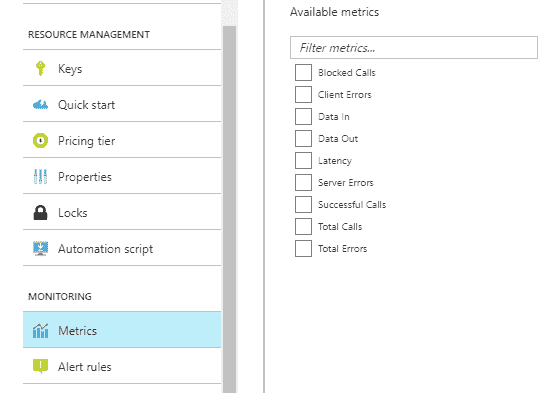 RESOURCE MANAGEMENT
Keys
Quick start
Pricing tier
Properties
Locks
Automation script
MONITORING
Metrics
Alert rules
Available metrics
Filter metrics...
Blocked Calls
Client Errors
Data In
Data Out
Latency
Server Errors
Successful Calls
Total Calls
Total Errors